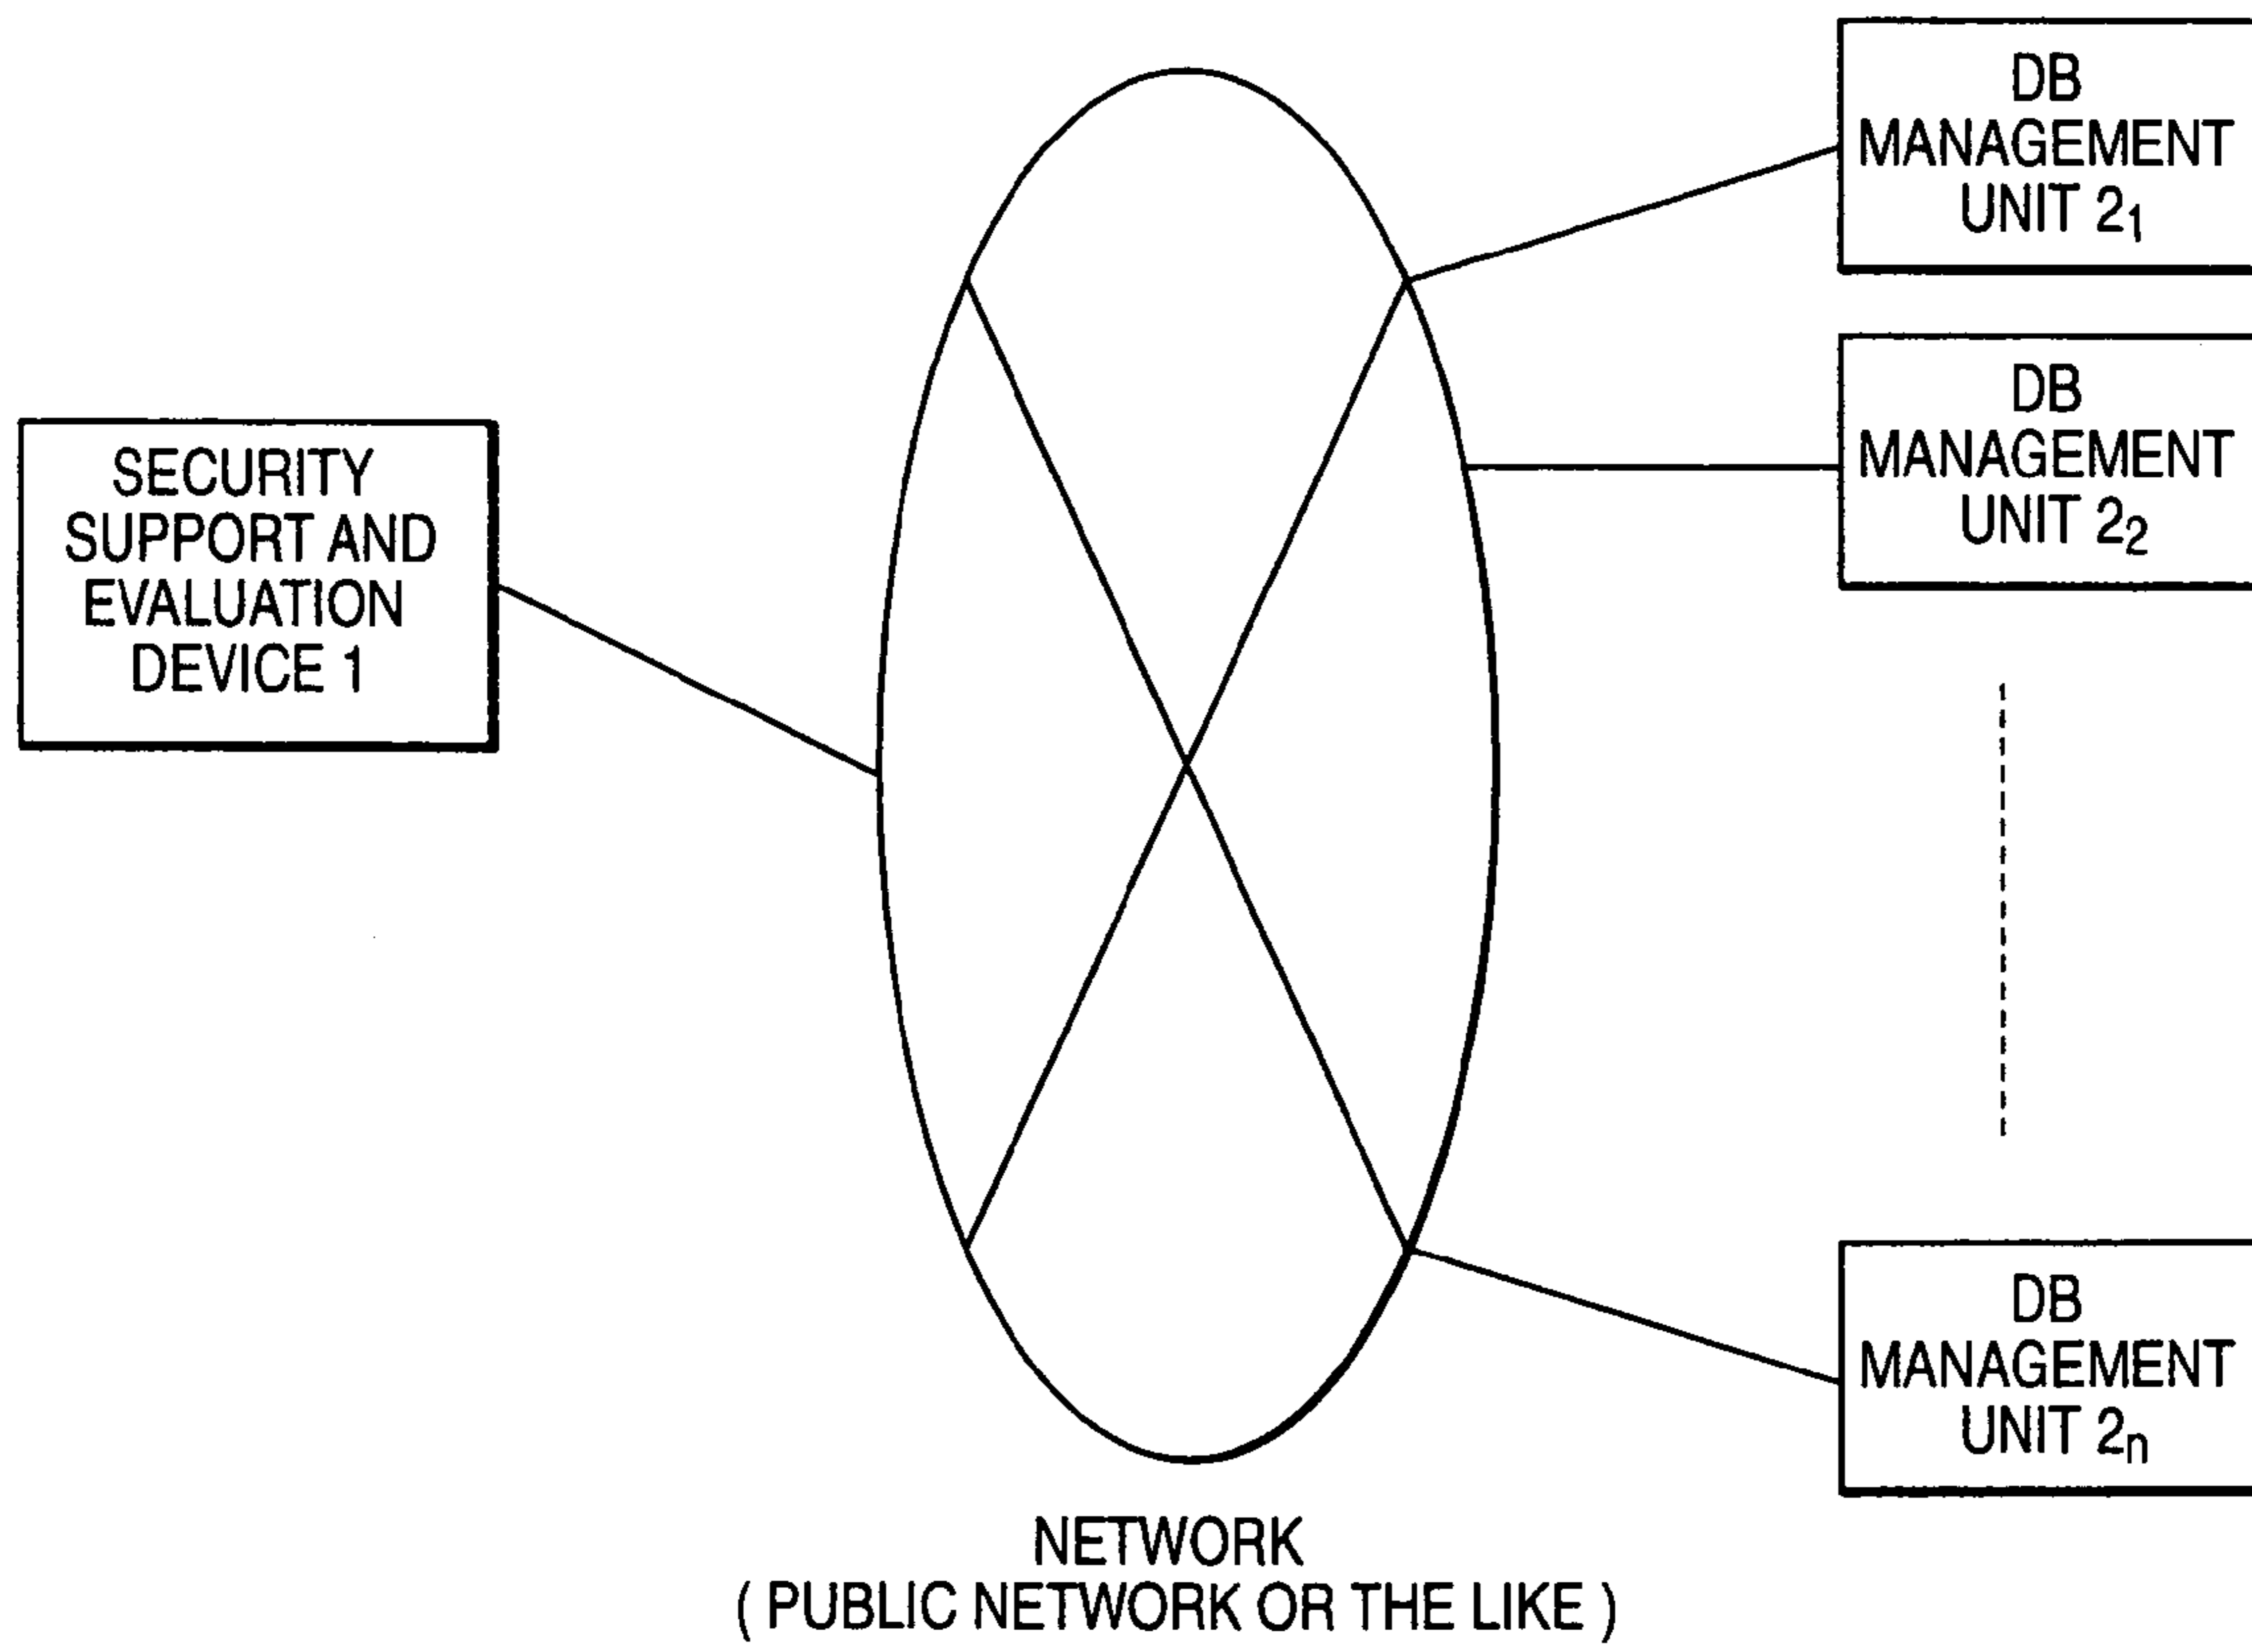 SECURITY
SUPPORT AND
EVALUATION
DEVICE 1
DB
MANAGEMENT
UNIT 2₁
DB
MANAGEMENT
UNIT 2₂
DB
MANAGEMENT
UNIT 2ₙ
NETWORK
( PUBLIC NETWORK OR THE LIKE )